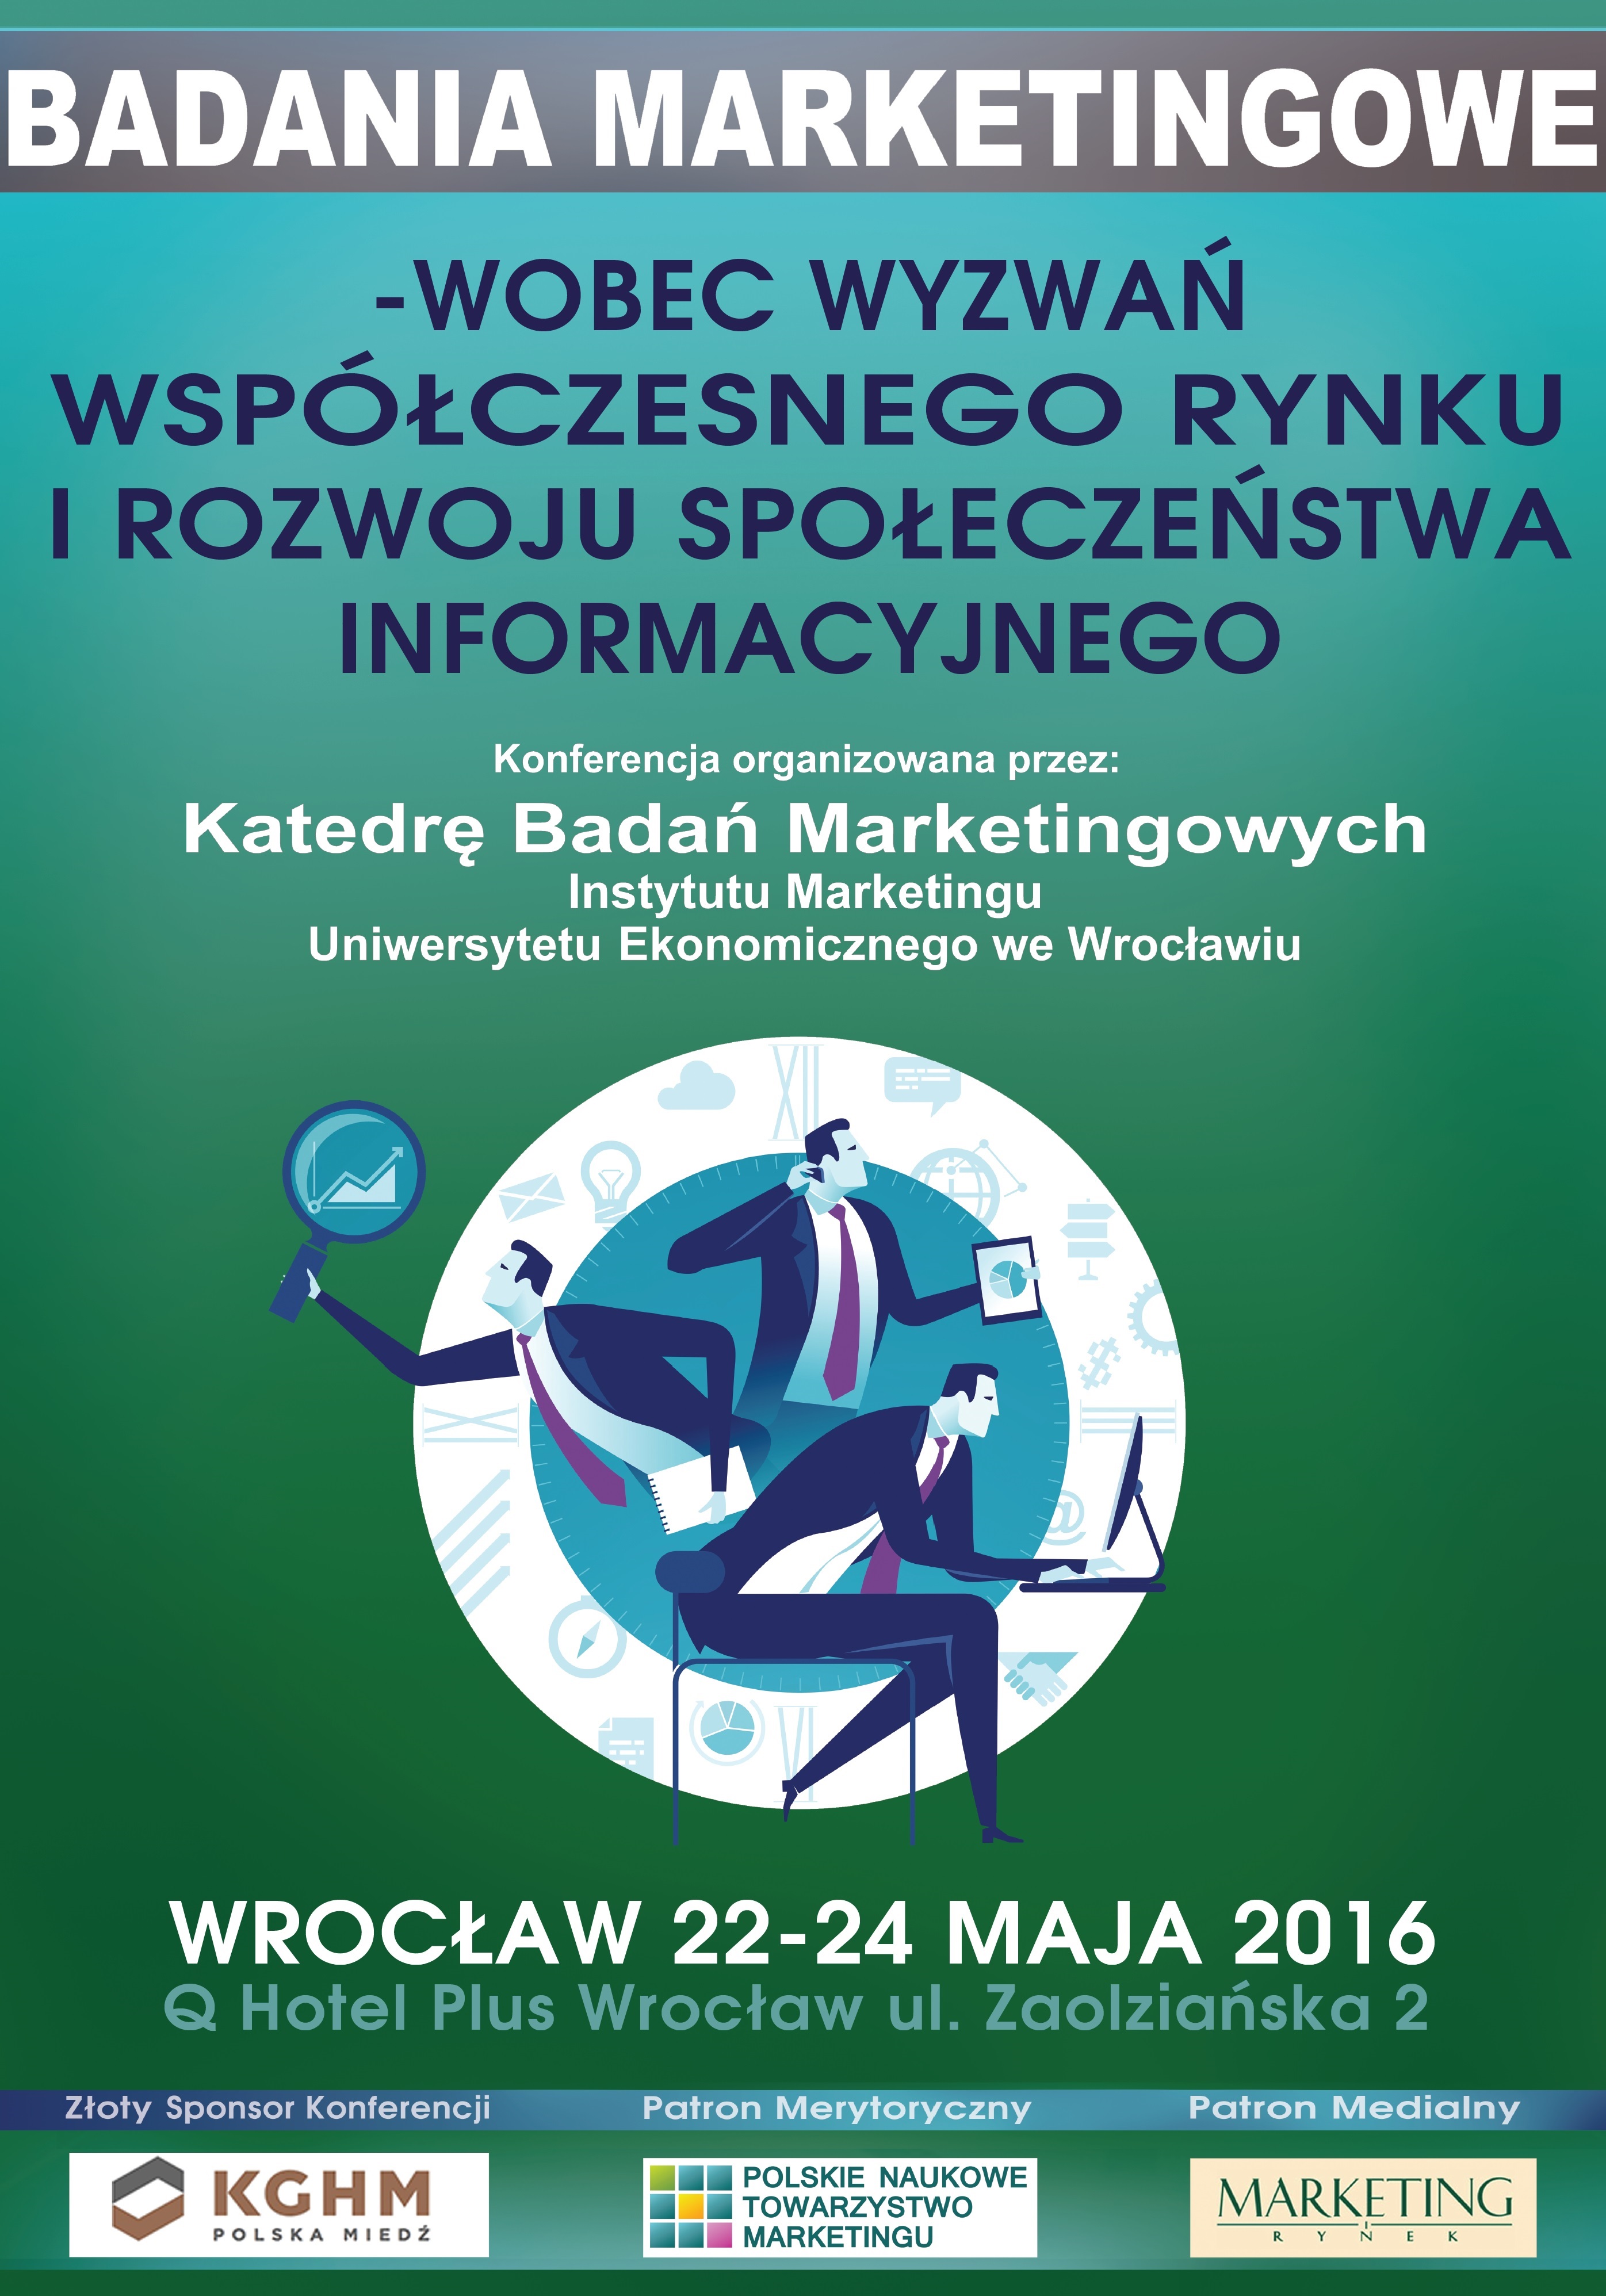 BADANIA MARKETINGOWE
-WOBEC WYZWAŃ
WSPÓŁCZESNEGO RYNKU
I ROZWOJU SPOŁECZEŃSTWA
INFORMACYJNEGO
Konferencja organizowana przez:
Katedrę Badań Marketingowych
Instytutu Marketingu
Uniwersytetu Ekonomicznego we Wrocławiu
XII
@
VI
WROCŁAW 22-24 MAJA 2016
Q Hotel Plus Wrocław ul. Zaolziańska 2
Złoty Sponsor Konferencji
Patron Merytoryczny
Patron Medialny
KGHM
POLSKA MIEDŹ
POLSKIE NAUKOWE
TOWARZYSTWO
MARKETINGU
MARKETING
I
RYNEK